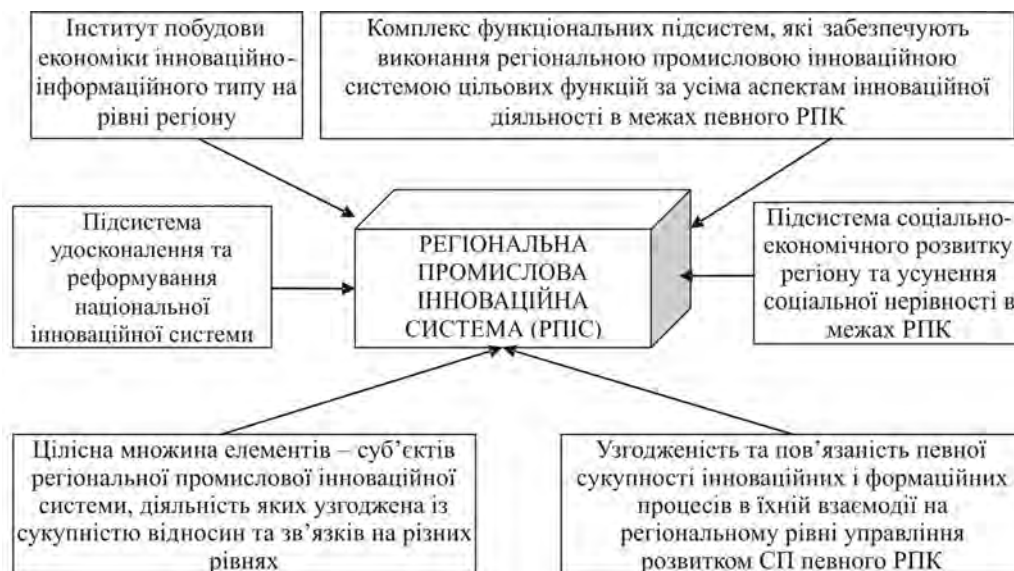 Інститут побудови
економіки інноваційно-
інформаційного типу на
рівні регіону
Комплекс функціональних підсистем, які забезпечують
виконання регіональною промисловою інноваційною
системою цільових функцій за усіма аспектам інноваційної
діяльності в межах певного РПК
Підсистема
удосконалення та
реформування
національної
інноваційної системи
РЕГІОНАЛЬНА
ПРОМИСЛОВА
ІННОВАЦІЙНА
СИСТЕМА (РПІС)
Підсистема соціально-
економічного розвитку
регіону та усунення
соціальної нерівності в
межах РПК
Цілісна множина елементів – суб’єктів
регіональної промислової інноваційної
системи, діяльність яких узгоджена із
сукупністю відносин та зв’язків на різних
рівнях
Узгодженість та пов’язаність певної
сукупності інноваційних і формаційних
процесів в їхній взаємодії на
регіональному рівні управління
розвитком СП певного РПК